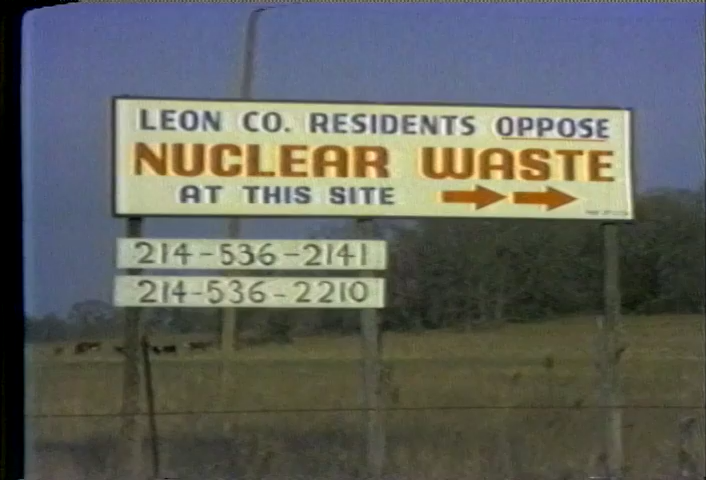 LEON CO. RESIDENTS OPPOSE
NUCLEAR WASTE
AT THIS SITE
214-536-2141
214-536-2210